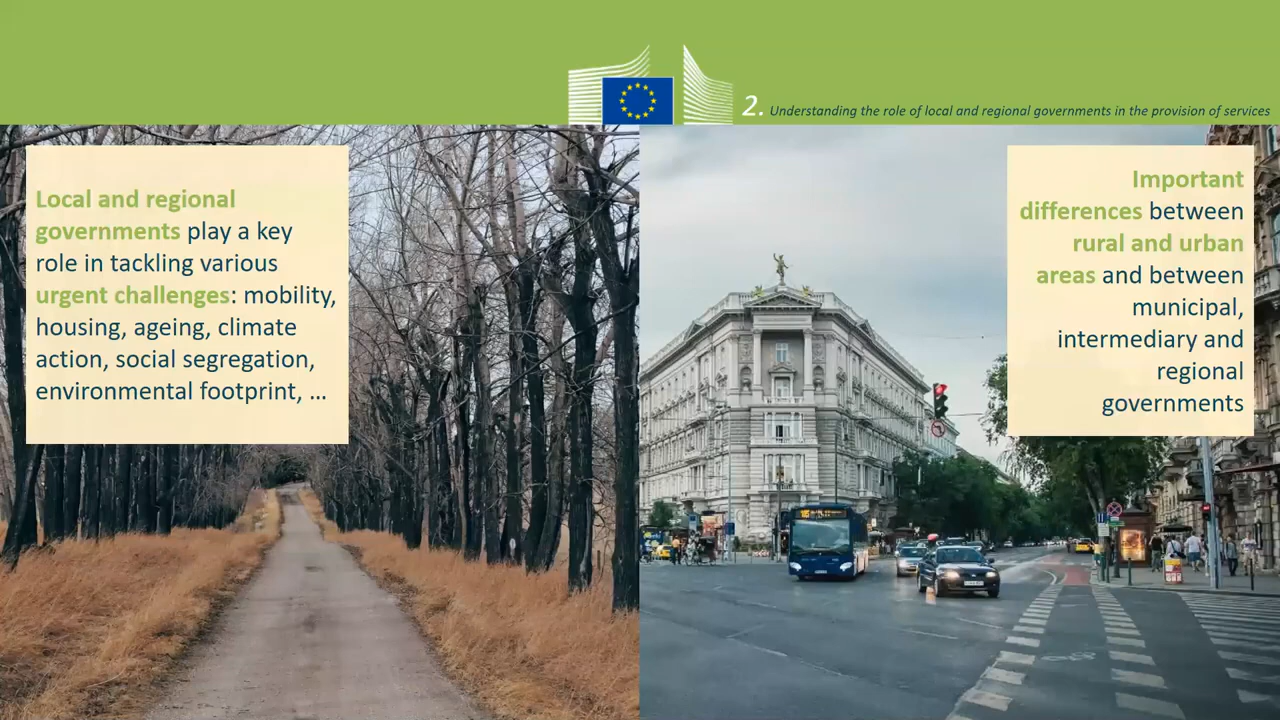 2. Understanding the role of local and regional governments in the provision of services
Local and regional
governments play a key
role in tackling various
urgent challenges: mobility,
housing, ageing, climate
action, social segregation,
environmental footprint, ...
Important
differences between
rural and urban
areas and between
municipal,
intermediary and
regional
governments